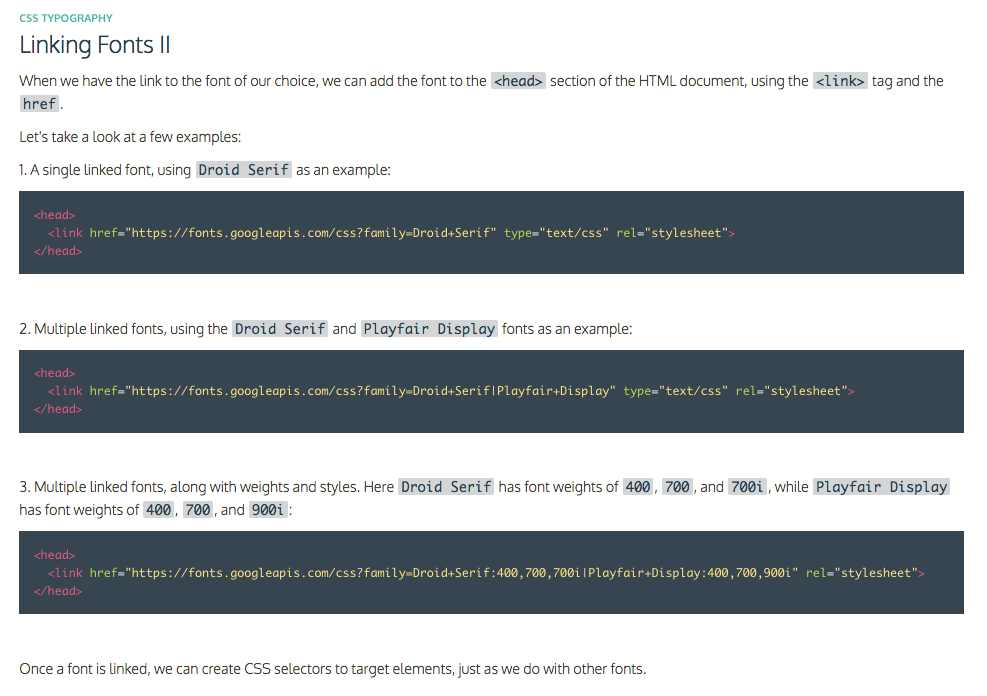 CSS TYPOGRAPHY
Linking Fonts II
When we have the link to the font of our choice, we can add the font to the <head> section of the HTML document, using the <link> tag and the
href.
Let's take a look at a few examples:
1. A single linked font, using Droid Serif as an example:
<head>
  <link href="https://fonts.googleapis.com/css?family=Droid+Serif" type="text/css" rel="stylesheet">
</head>
2. Multiple linked fonts, using the Droid Serif and Playfair Display fonts as an example:
<head>
  <link href="https://fonts.googleapis.com/css?family=Droid+Serif|Playfair+Display" type="text/css" rel="stylesheet">
</head>
3. Multiple linked fonts, along with weights and styles. Here Droid Serif has font weights of 400, 700, and 700i, while Playfair Display
has font weights of 400, 700, and 900i:
<head>
  <link href="https://fonts.googleapis.com/css?family=Droid+Serif:400,700,700i|Playfair+Display:400,700,900i" rel="stylesheet">
</head>
Once a font is linked, we can create CSS selectors to target elements, just as we do with other fonts.